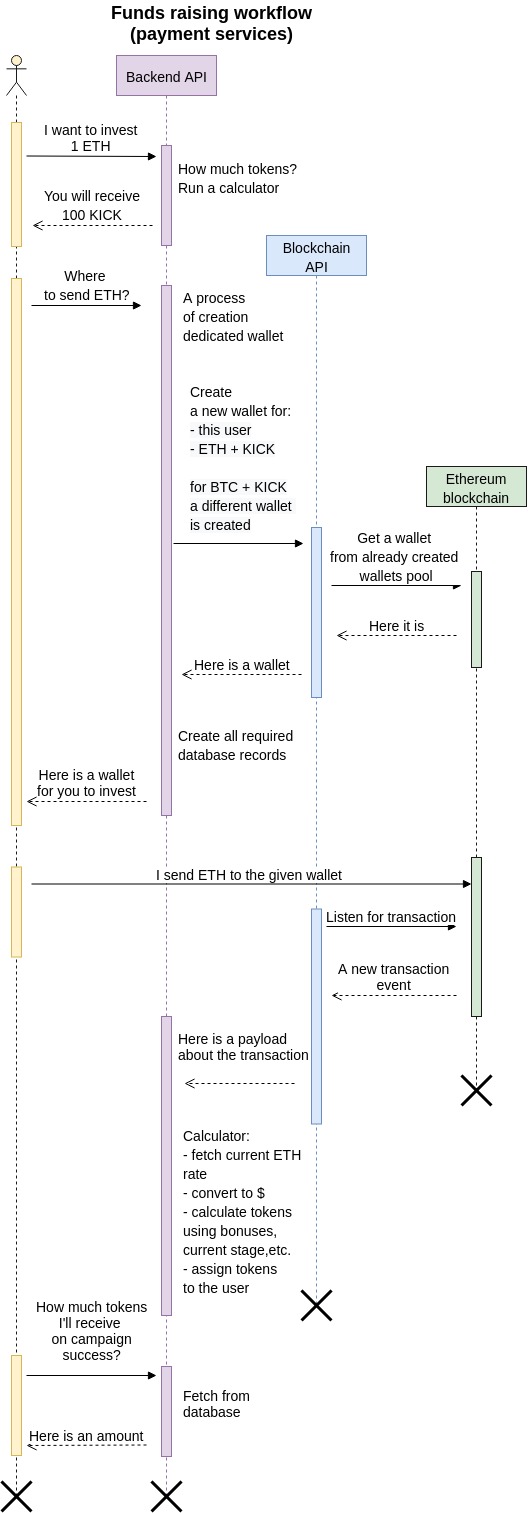 Funds raising workflow
(payment services)
Backend API
I want to invest
1 ETH
How much tokens?
Run a calculator
You will receive
100 KICK
Blockchain
API
Where
to send ETH?
A process
of creation
dedicated wallet
Create
a new wallet for:
- this user
- ETH + KICK
for BTC + KICK
a different wallet
is created
Ethereum
blockchain
Get a wallet
from already created
wallets pool
Here it is
Here is a wallet
Create all required
database records
Here is a wallet
for you to invest
I send ETH to the given wallet
Listen for transaction
A new transaction
event
Here is a payload
about the transaction
Calculator:
- fetch current ETH
rate
- convert to $
- calculate tokens
using bonuses,
current stage,etc.
- assign tokens
to the user
How much tokens
I'll receive
on campaign
success?
Fetch from
database
Here is an amount